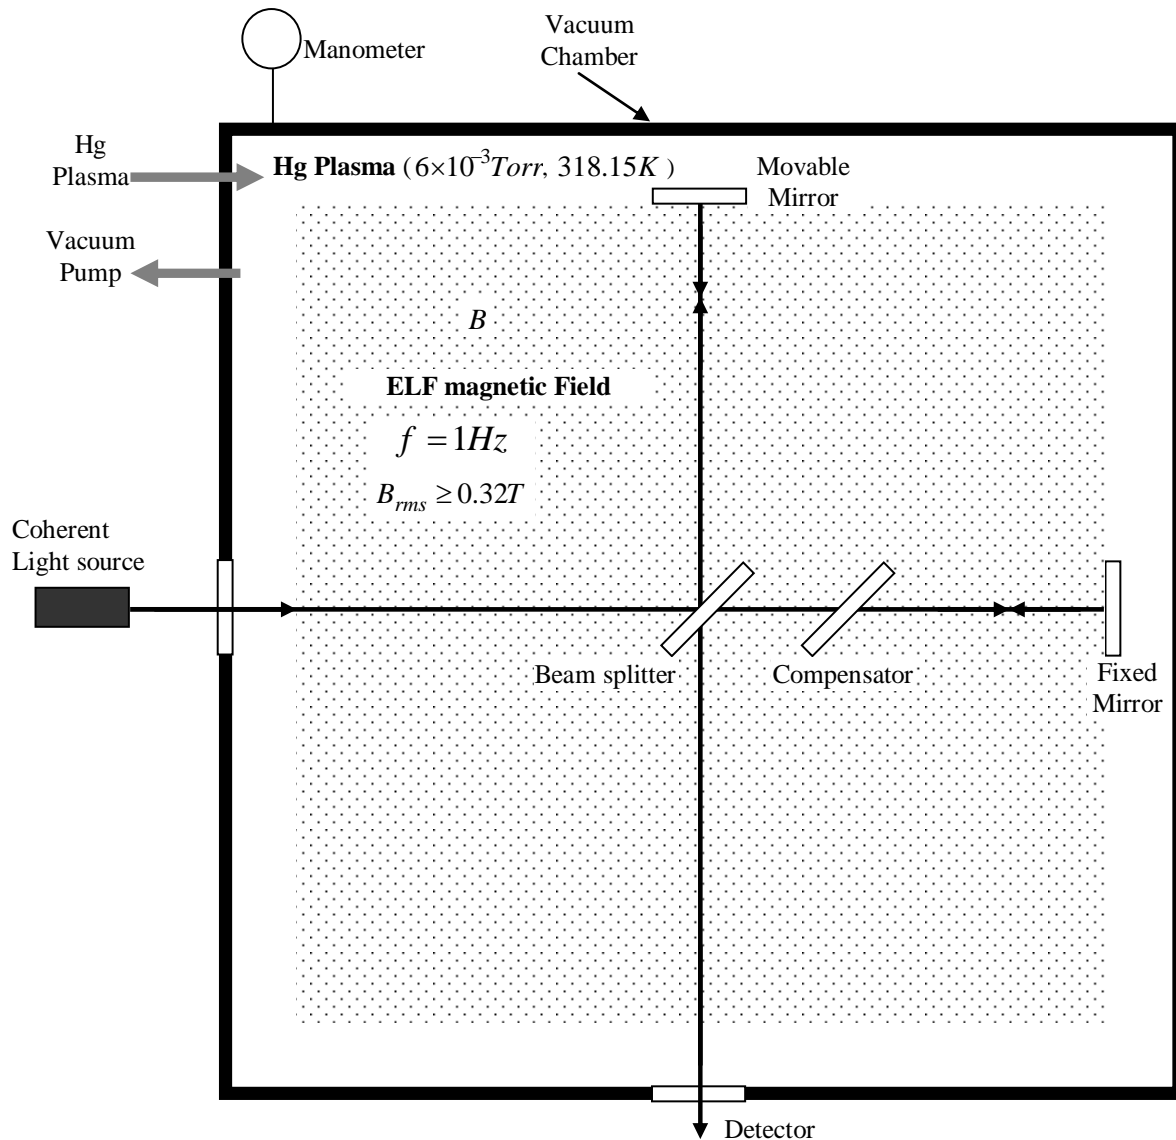 Vacuum
Chamber
Manometer
Hg
Plasma
Hg Plasma ( 6×10⁻³Torr, 318.15K )
Movable
Mirror
Vacuum
Pump
B
ELF magnetic Field
f = 1Hz
B_rms ≥ 0.32T
Coherent
Light source
Beam splitter
Compensator
Fixed
Mirror
Detector